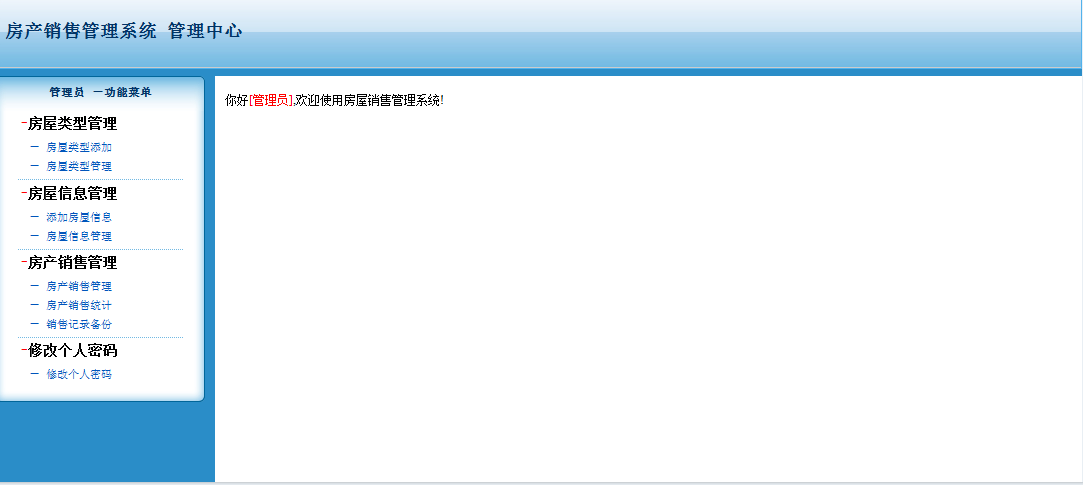 房产销售管理系统 管理中心
管理员 －功能菜单
-房屋类型管理
－ 房屋类型添加
－ 房屋类型管理
-房屋信息管理
－ 添加房屋信息
－ 房屋信息管理
-房产销售管理
－ 房产销售管理
－ 房产销售统计
－ 销售记录备份
-修改个人密码
－ 修改个人密码
你好[管理员],欢迎使用房屋销售管理系统!